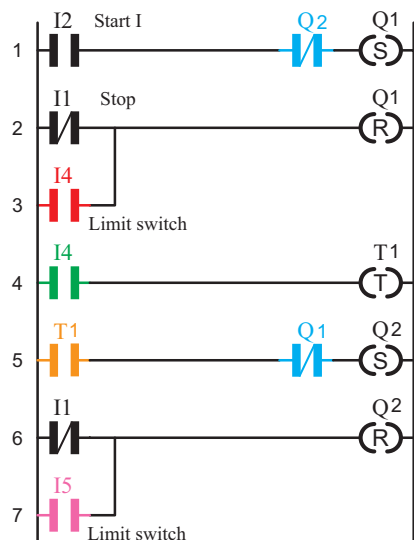 I2 Start I Q2 Q1
1 S
I1 Stop Q1
2 R
I4
3
Limit switch
I4 T1
4 T
T1 Q1 Q2
5 S
I1 Q2
6 R
I5
7
Limit switch